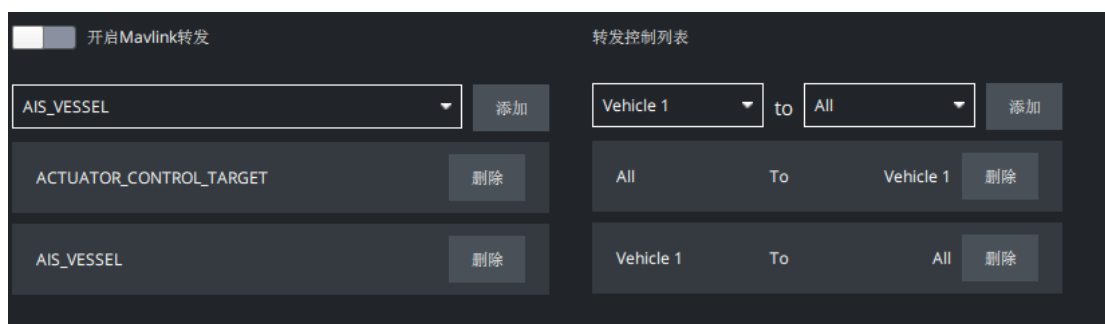 开启Mavlink转发
转发控制列表
AIS_VESSEL 添加
Vehicle 1 to All 添加
ACTUATOR_CONTROL_TARGET 删除
All To Vehicle 1 删除
AIS_VESSEL 删除
Vehicle 1 To All 删除